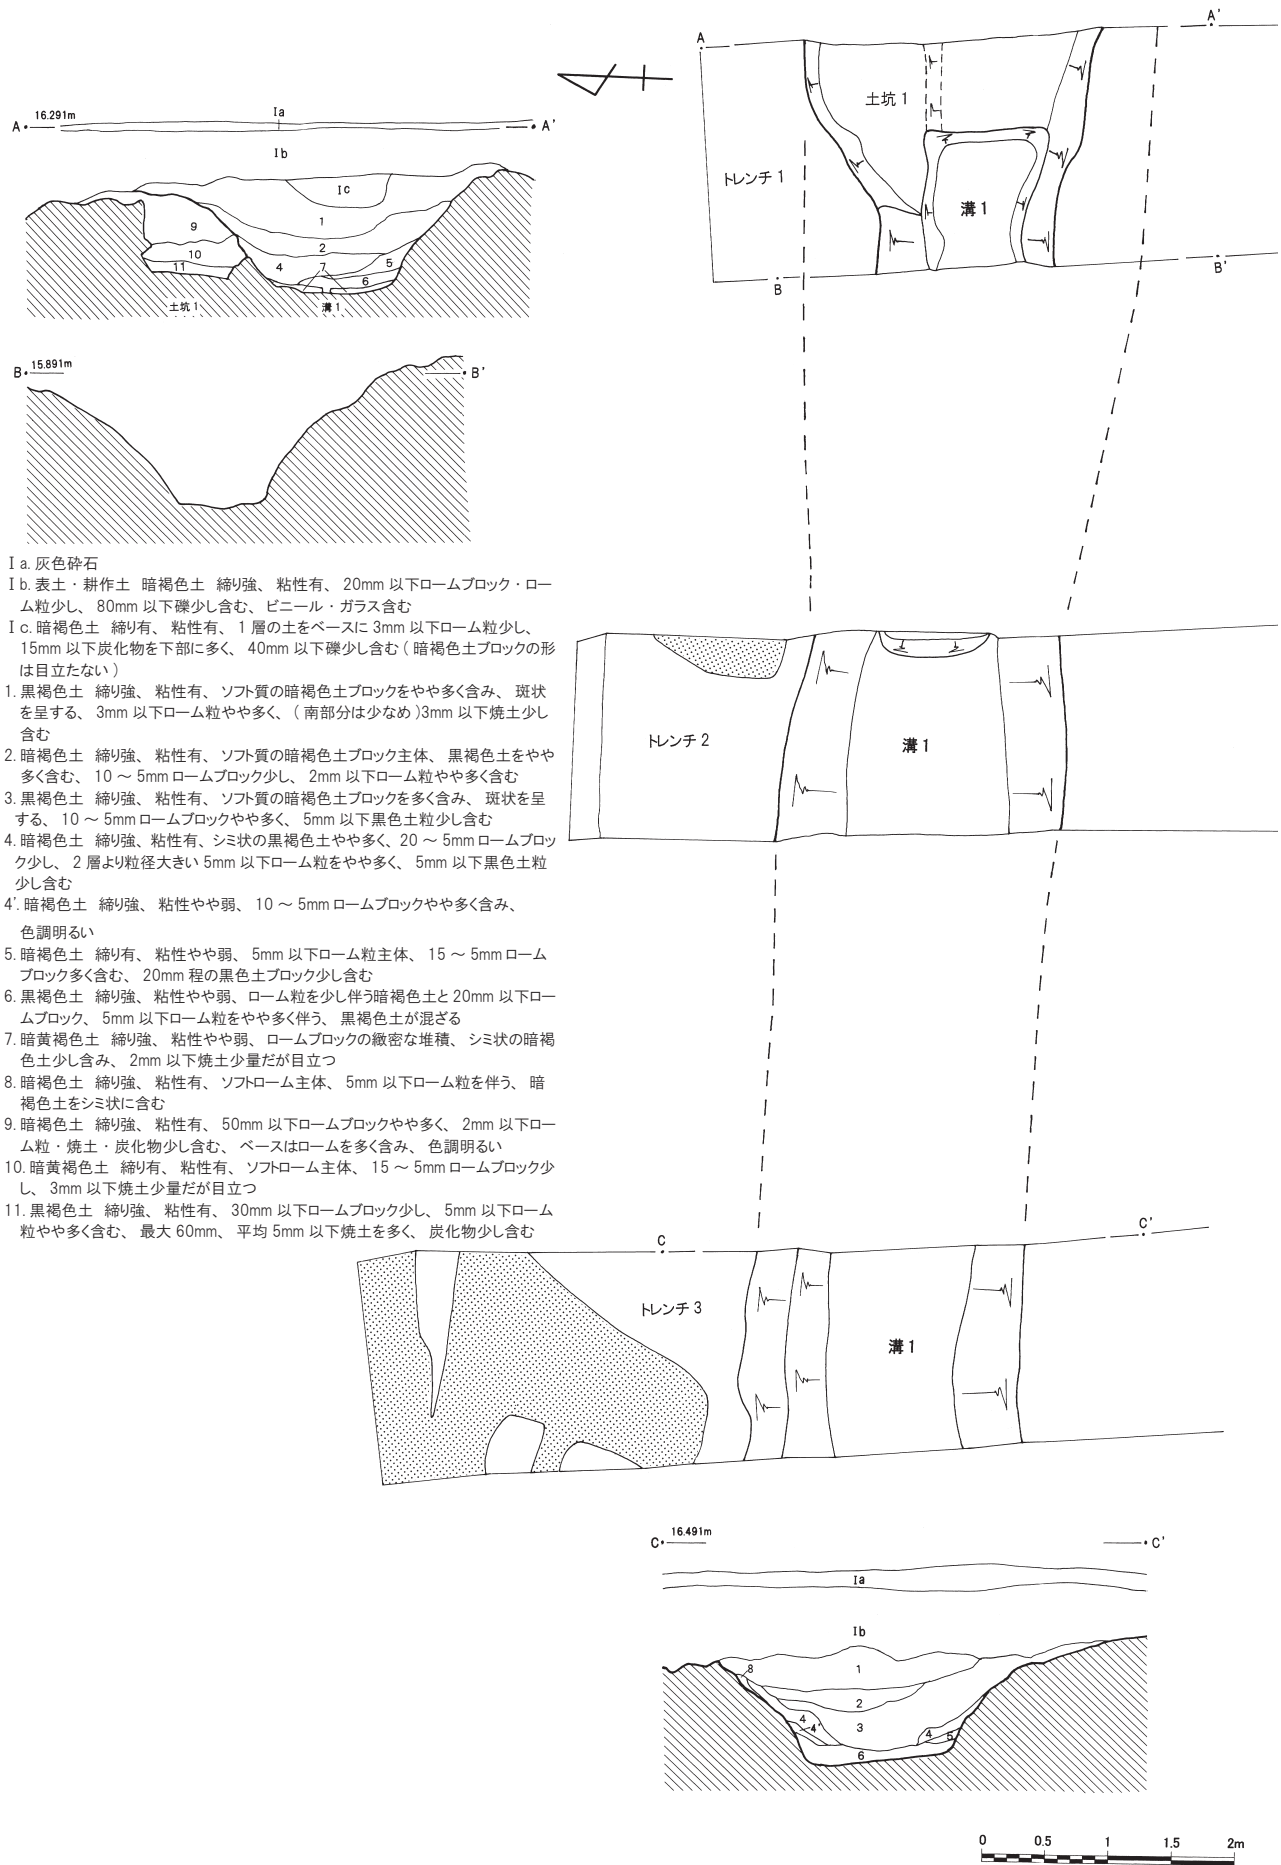 A 16.291m Ⅰa A'
Ⅰb
Ⅰc
1
9
2
10
4
7
5
11
6
土坑1
溝1
B 15.891m B'
A
A'
土坑1
トレンチ1
溝1
B
B'
Ⅰa. 灰色砕石
Ⅰb. 表土・耕作土 暗褐色土 締り強、粘性有、20mm 以下ロームブロック・ロー
ム粒少し、80mm 以下礫少し含む、ビニール・ガラス含む
Ⅰc. 暗褐色土 締り有、粘性有、1 層の土をベースに 3mm 以下ローム粒少し、
15mm 以下炭化物を下部に多く、40mm 以下礫少し含む ( 暗褐色土ブロックの形
は目立たない )
1. 黒褐色土 締り強、粘性有、ソフト質の暗褐色土ブロックをやや多く含み、斑状
を呈する、3mm 以下ローム粒やや多く、( 南部分は少なめ )3mm 以下焼土少し
含む
2. 暗褐色土 締り強、粘性有、ソフト質の暗褐色土ブロック主体、黒褐色土をやや
多く含む、10 ～ 5mm ロームブロック少し、2mm 以下ローム粒やや多く含む
3. 黒褐色土 締り強、粘性有、ソフト質の暗褐色土ブロックを多く含み、斑状を呈
する、10 ～ 5mm ロームブロックやや多く、5mm 以下黒色土粒少し含む
4. 暗褐色土 締り強、粘性有、シミ状の黒褐色土やや多く、20 ～ 5mm ロームブロッ
ク少し、2 層より粒径大きい 5mm 以下ローム粒をやや多く、5mm 以下黒色土粒
少し含む
4'. 暗褐色土 締り強、粘性やや弱、10 ～ 5mm ロームブロックやや多く含み、
色調明るい
5. 暗褐色土 締り有、粘性やや弱、5mm 以下ローム粒主体、15 ～ 5mm ローム
ブロック多く含む、20mm 程の黒色土ブロック少し含む
6. 黒褐色土 締り強、粘性やや弱、ローム粒を少し伴う暗褐色土と 20mm 以下ロー
ムブロック、5mm 以下ローム粒をやや多く伴う、黒褐色土が混ざる
7. 暗黄褐色土 締り強、粘性やや弱、ロームブロックの緻密な堆積、シミ状の暗褐
色土少し含み、2mm 以下焼土少量だが目立つ
8. 暗褐色土 締り強、粘性有、ソフトローム主体、5mm 以下ローム粒を伴う、暗
褐色土をシミ状に含む
9. 暗褐色土 締り強、粘性有、50mm 以下ロームブロックやや多く、2mm 以下ロー
ム粒・焼土・炭化物少し含む、ベースはロームを多く含み、色調明るい
10. 暗黄褐色土 締り有、粘性有、ソフトローム主体、15 ～ 5mm ロームブロック少
し、3mm 以下焼土少量だが目立つ
11. 黒褐色土 締り強、粘性有、30mm 以下ロームブロック少し、5mm 以下ローム
粒やや多く含む、最大 60mm、平均 5mm 以下焼土を多く、炭化物少し含む
トレンチ2
溝1
C
C'
トレンチ3
溝1
C 16.491m C'
Ⅰa
Ⅰb
8
1
2
4
4'
3
4
5
6
0 0.5 1 1.5 2m